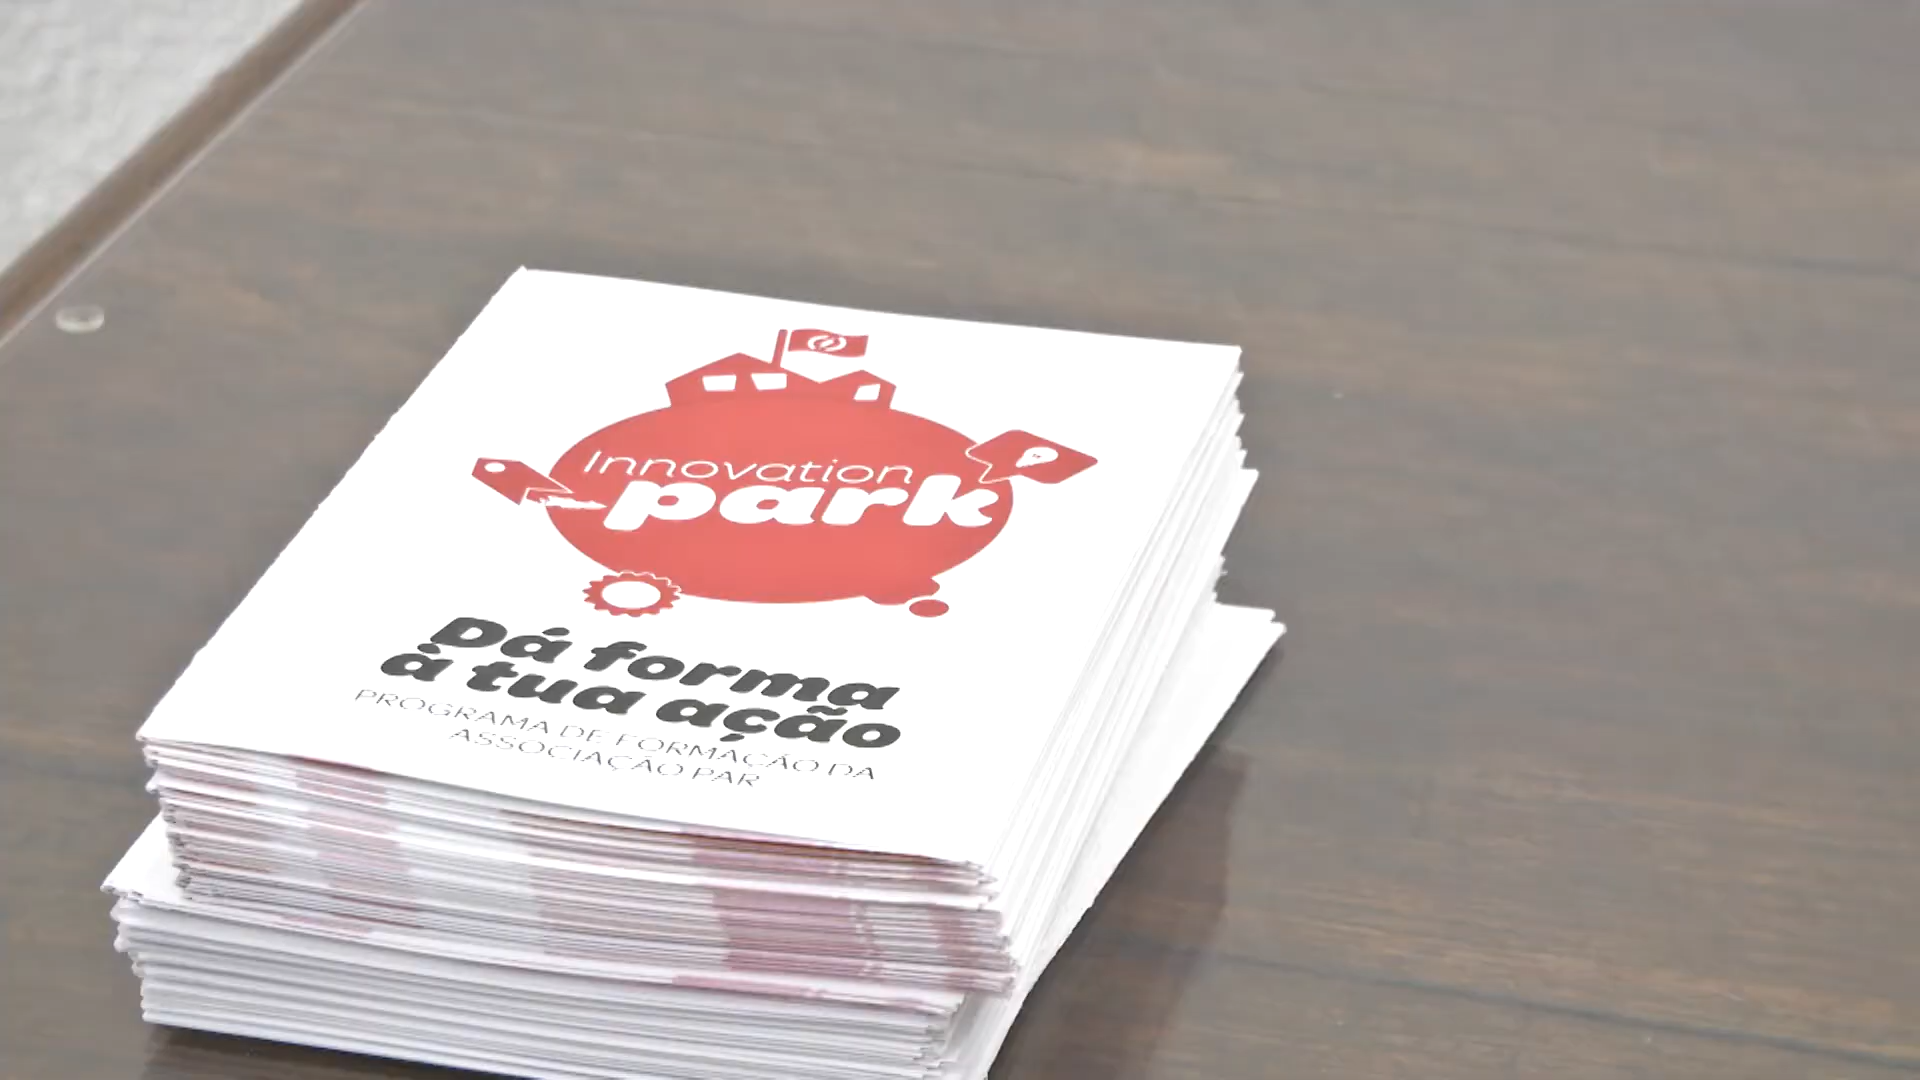 Innovation
park
Dá forma
à tua ação
PROGRAMA DE FORMAÇÃO DA
ASSOCIAÇÃO PAR